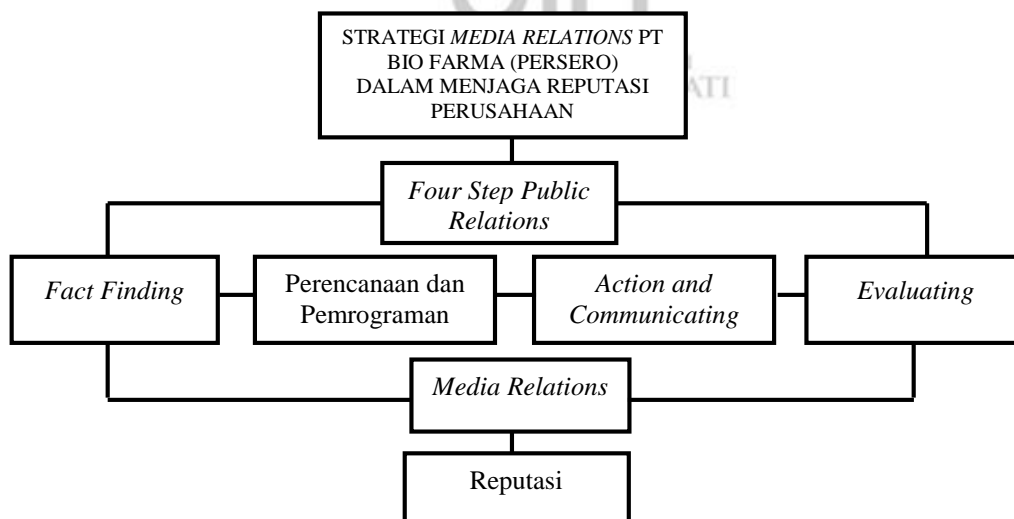 STRATEGI MEDIA RELATIONS PT
BIO FARMA (PERSERO)
DALAM MENJAGA REPUTASI
PERUSAHAAN
Four Step Public
Relations
Fact Finding
Perencanaan dan
Pemrograman
Action and
Communicating
Evaluating
Media Relations
Reputasi